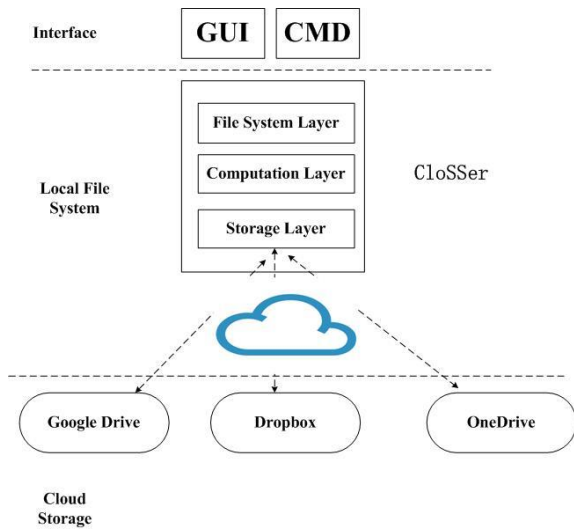 Interface
GUI
CMD
File System Layer
Computation Layer
Storage Layer
Local File
System
CloSSer
Google Drive
Dropbox
OneDrive
Cloud
Storage